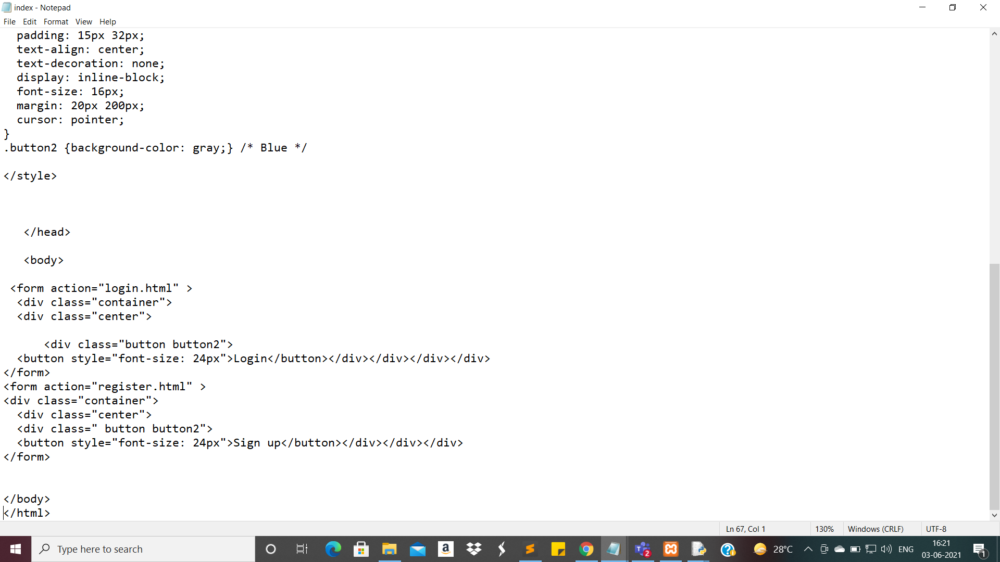 index - Notepad
File Edit Format View Help
  padding: 15px 32px;
  text-align: center;
  text-decoration: none;
  display: inline-block;
  font-size: 16px;
  margin: 20px 200px;
  cursor: pointer;
}
.button2 {background-color: gray;} /* Blue */
</style>
   </head>
   <body>
 <form action="login.html" >
  <div class="container">
  <div class="center">
      <div class="button button2">
  <button style="font-size: 24px">Login</button></div></div></div></div>
</form>
<form action="register.html" >
<div class="container">
  <div class="center">
  <div class=" button button2">
  <button style="font-size: 24px">Sign up</button></div></div></div>
</form>
</body>
</html>
Ln 67, Col 1 130% Windows (CRLF) UTF-8
Type here to search
a
T 2
28°C
ENG
16:21
03-06-2021
1